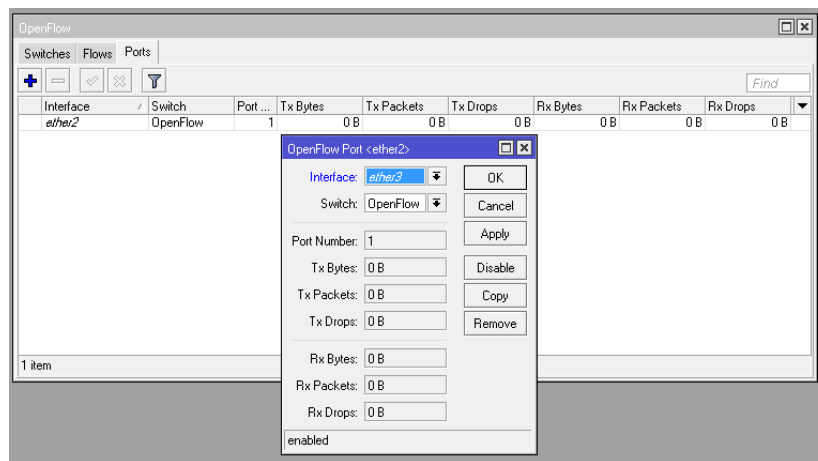 OpenFlow
Switches Flows Ports
Find
Interface Switch Port ... Tx Bytes Tx Packets Tx Drops Rx Bytes Rx Packets Rx Drops
ether2 OpenFlow 1 0 B 0 B 0 B 0 B 0 B 0 B
OpenFlow Port <ether2>
Interface: ether3 OK
Switch: OpenFlow Cancel
Port Number: 1 Apply
Tx Bytes: 0 B Disable
Tx Packets: 0 B Copy
Tx Drops: 0 B Remove
Rx Bytes: 0 B
Rx Packets: 0 B
Rx Drops: 0 B
enabled
1 item